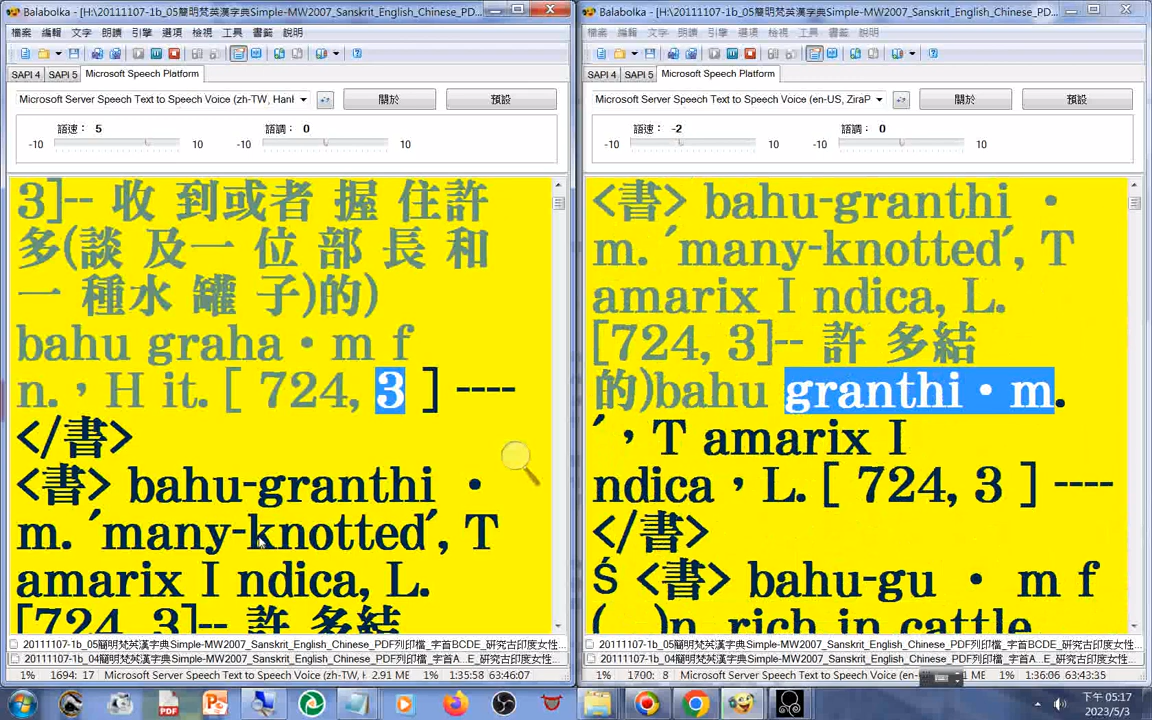 Balabolka - [H:\20111107-1b_05簡明梵英漢字典Simple-MW2007_Sanskrit_English_Chinese_PD...
檔案 編輯 文字 朗讀 引擎 選項 檢視 工具 書籤 說明
SAPI 4 SAPI 5 Microsoft Speech Platform
Microsoft Server Speech Text to Speech Voice (zh-TW, HanI
關於
預設
語速： 5
語調： 0
-10 10 -10 10
3]-- 收 到或者 握 住許
多(談 及一 位 部 長 和
一 種水 罐 子)的)
bahu graha・m f
n.，H it. [ 724, 3 ] ----
</書>
<書> bahu-granthi ・
m. ´many-knotted´, T
amarix I ndica, L.
[724, 3]-- 許 多結
20111107-1b_05簡明梵英漢字典Simple-MW2007_Sanskrit_English_Chinese_PDF列印檔_字首BCDE_研究古印度女性...
20111107-1b_04簡明梵英漢字典Simple-MW2007_Sanskrit_English_Chinese_PDF列印檔_字首A...E_研究古印度女性...
1% 1694: 17 Microsoft Server Speech Text to Speech Voice (zh-TW, H 2.91 ME 1% 1:35:58 63:46:07
Balabolka - [H:\20111107-1b_05簡明梵英漢字典Simple-MW2007_Sanskrit_English_Chinese_PD...
檔案 編輯 文字 朗讀 引擎 選項 檢視 工具 書籤 說明
SAPI 4 SAPI 5 Microsoft Speech Platform
Microsoft Server Speech Text to Speech Voice (en-US, ZiraP
關於
預設
語速： -2
語調： 0
-10 10 -10 10
<書> bahu-granthi ・
m. ´many-knotted´, T
amarix I ndica, L.
[724, 3]-- 許 多結
的)bahu granthi・m.
´，T amarix I
ndica，L. [ 724, 3 ] ----
</書>
Ś <書> bahu-gu ・ m f
( )n. rich in cattle
20111107-1b_05簡明梵英漢字典Simple-MW2007_Sanskrit_English_Chinese_PDF列印檔_字首BCDE_研究古印度女性...
20111107-1b_04簡明梵英漢字典Simple-MW2007_Sanskrit_English_Chinese_PDF列印檔_字首A...E_研究古印度女性...
1% 1700: 8 Microsoft Server Speech Text to Speech Voice (en-US ME 1% 1:36:06 63:43:35
PDF
下午 05:17
2023/5/3